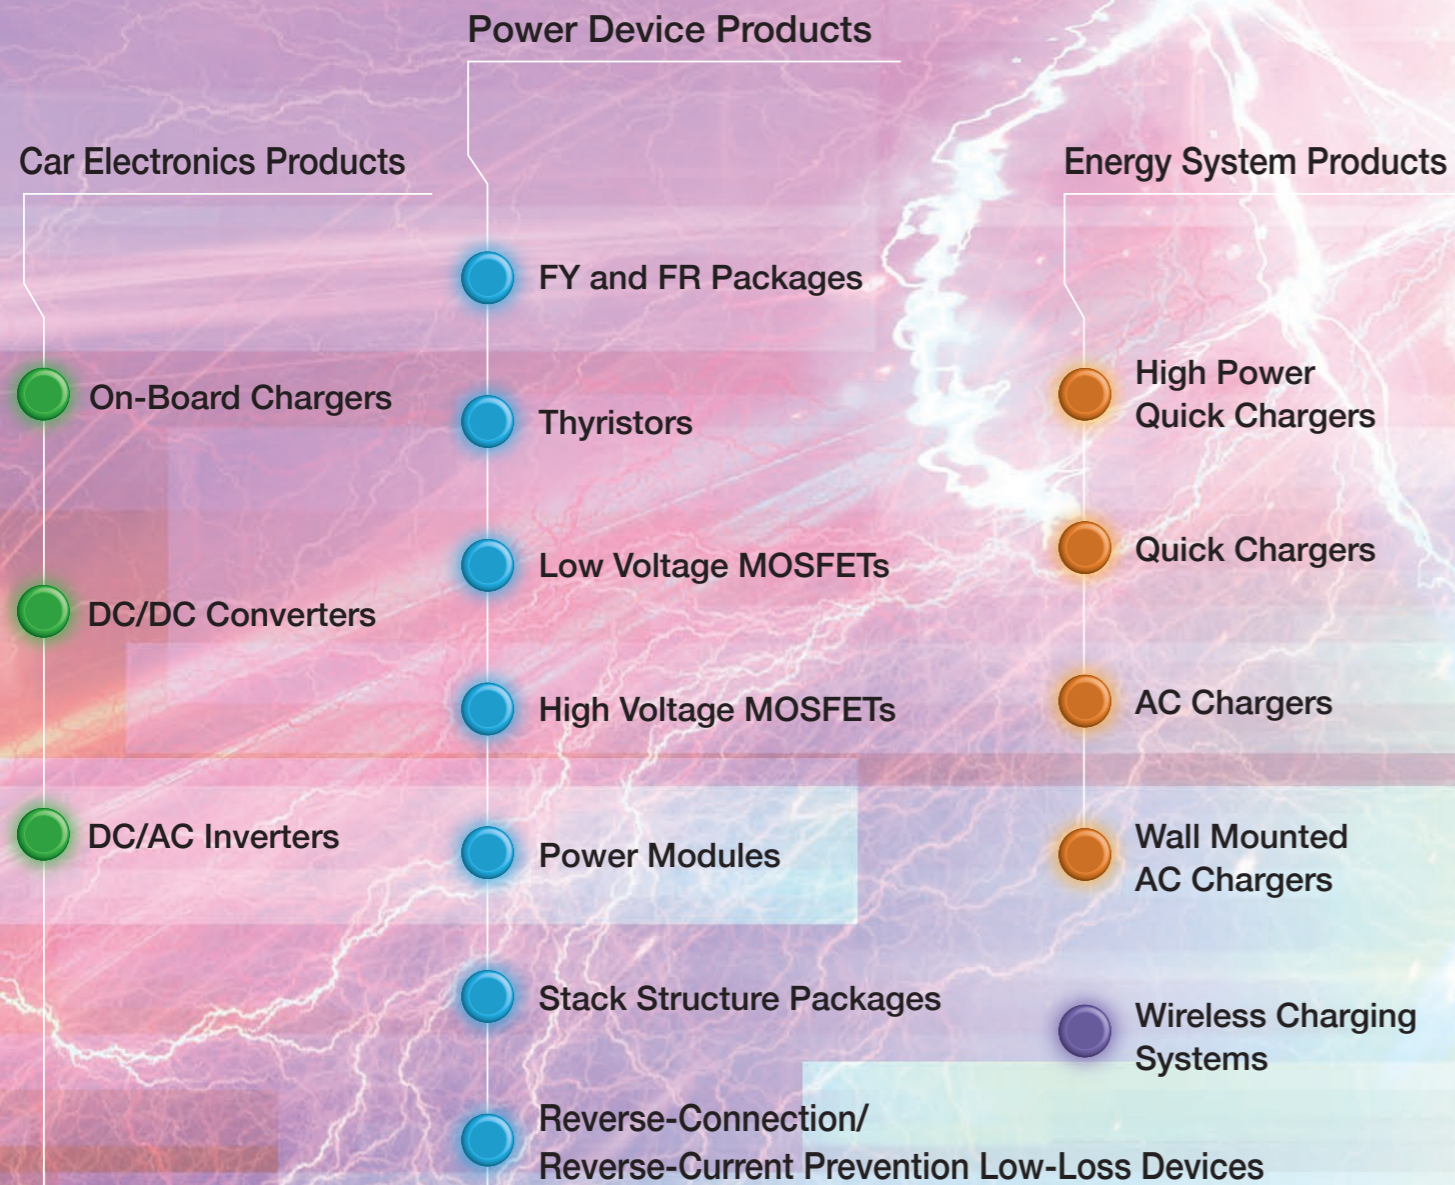 Power Device Products
Car Electronics Products
Energy System Products
On-Board Chargers
DC/DC Converters
DC/AC Inverters
FY and FR Packages
Thyristors
Low Voltage MOSFETs
High Voltage MOSFETs
Power Modules
Stack Structure Packages
Reverse-Connection/
Reverse-Current Prevention Low-Loss Devices
High Power
Quick Chargers
Quick Chargers
AC Chargers
Wall Mounted
AC Chargers
Wireless Charging
Systems